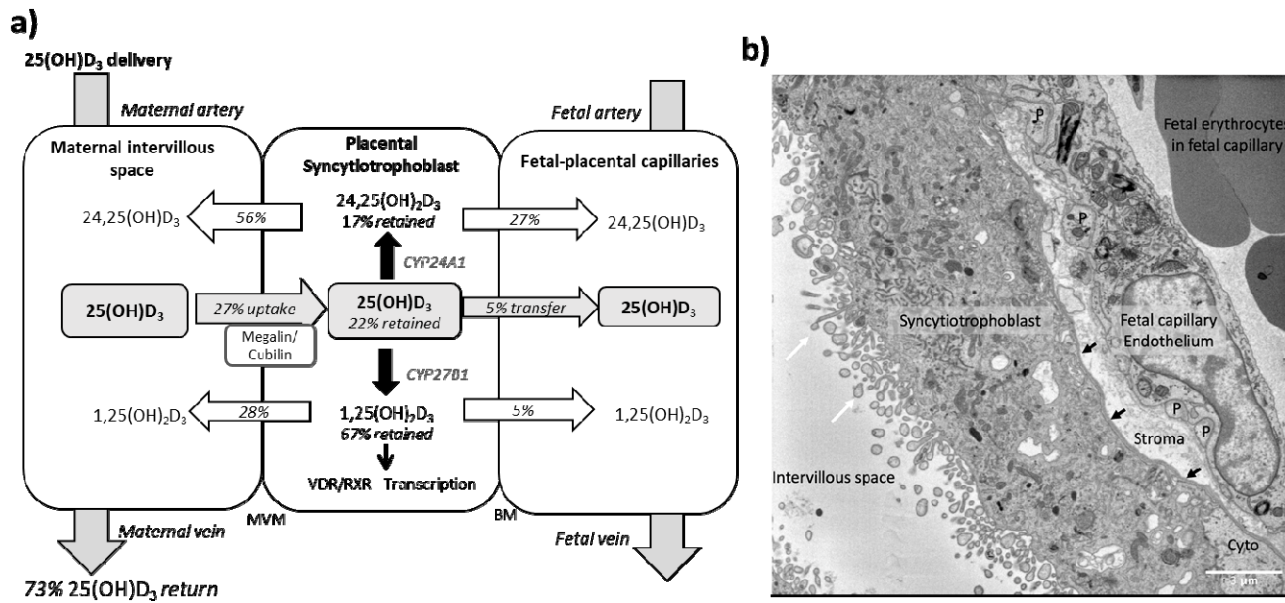 a)
25(OH)D₃ delivery
Maternal artery
Fetal artery
Maternal intervillous
space
Placental
Syncytiotrophoblast
Fetal-placental capillaries
24,25(OH)D₃
56%
24,25(OH)₂D₃
17% retained
27%
24,25(OH)D₃
CYP24A1
25(OH)D₃
27% uptake
25(OH)D₃
22% retained
5% transfer
25(OH)D₃
Megalin/
Cubilin
CYP27B1
1,25(OH)₂D₃
28%
1,25(OH)₂D₃
67% retained
5%
1,25(OH)₂D₃
VDR/RXR Transcription
MVM
BM
Maternal vein
Fetal vein
73% 25(OH)D₃ return
b)
P
Fetal erythrocytes
in fetal capillary
P
Syncytiotrophoblast
Fetal capillary
Endothelium
P
P
Stroma
Intervillous space
Cyto
3 μm